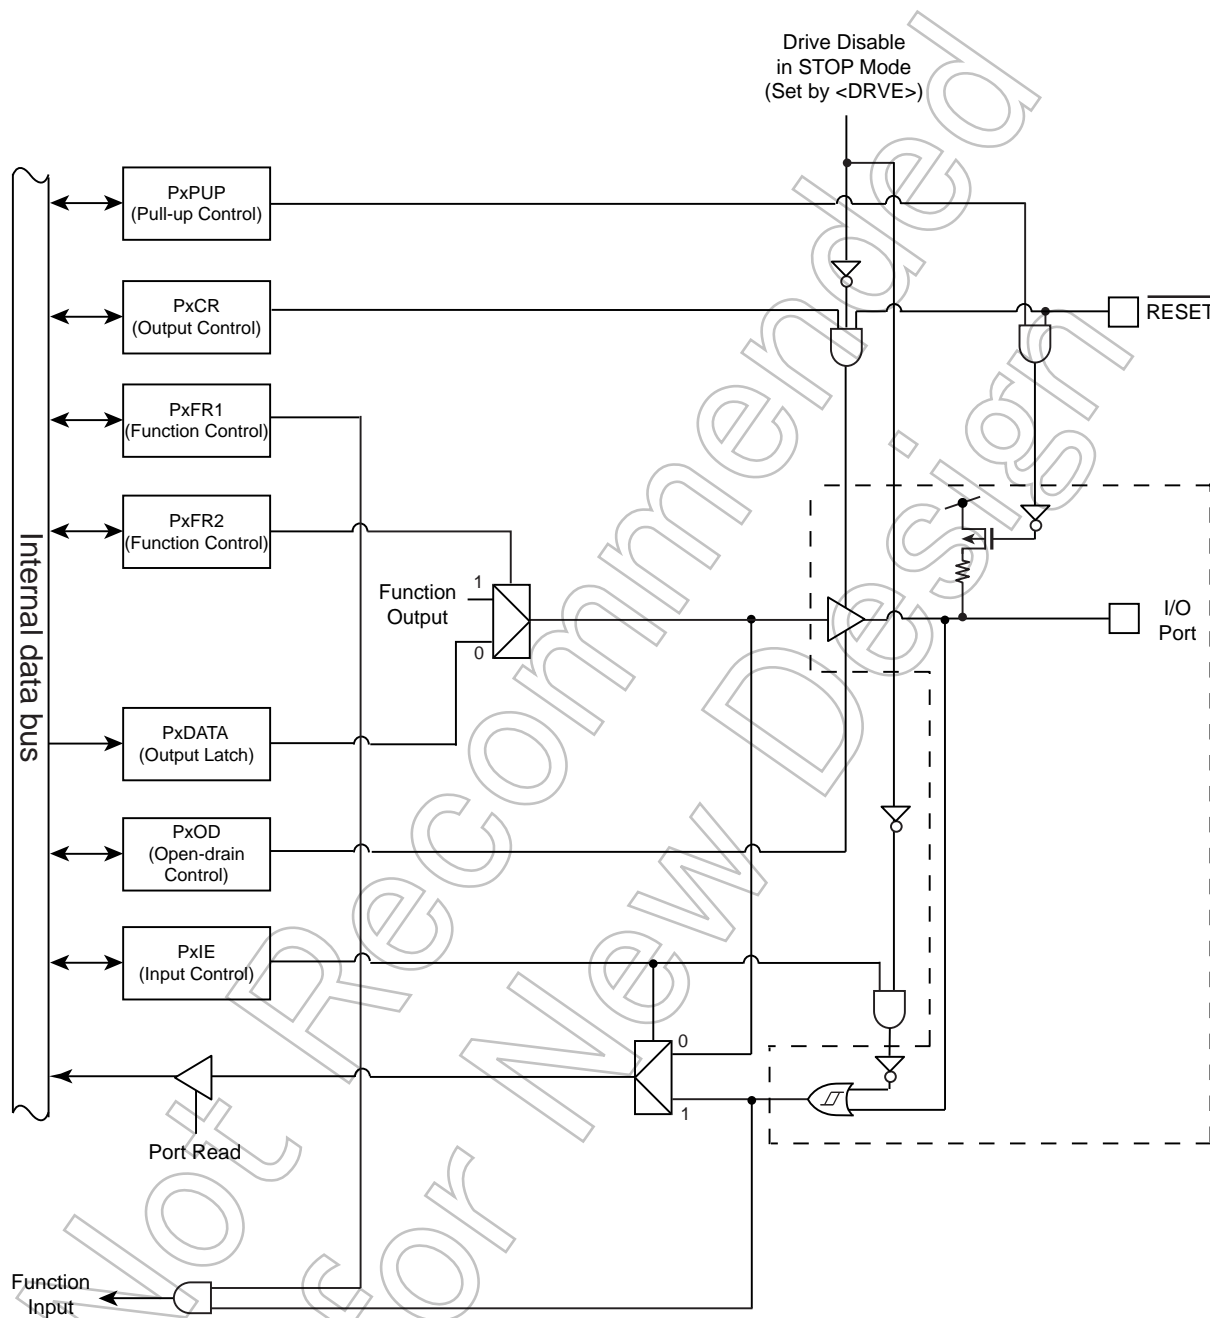 Drive Disable
in STOP Mode
(Set by <DRVE>)
PxPUP
(Pull-up Control)
PxCR
(Output Control)
RESET
PxFR1
(Function Control)
PxFR2
(Function Control)
Internal data bus
Function
Output
1
0
I/O
Port
PxDATA
(Output Latch)
PxOD
(Open-drain
Control)
PxIE
(Input Control)
0
1
Port Read
Function
Input
Not Recommended
for New Design